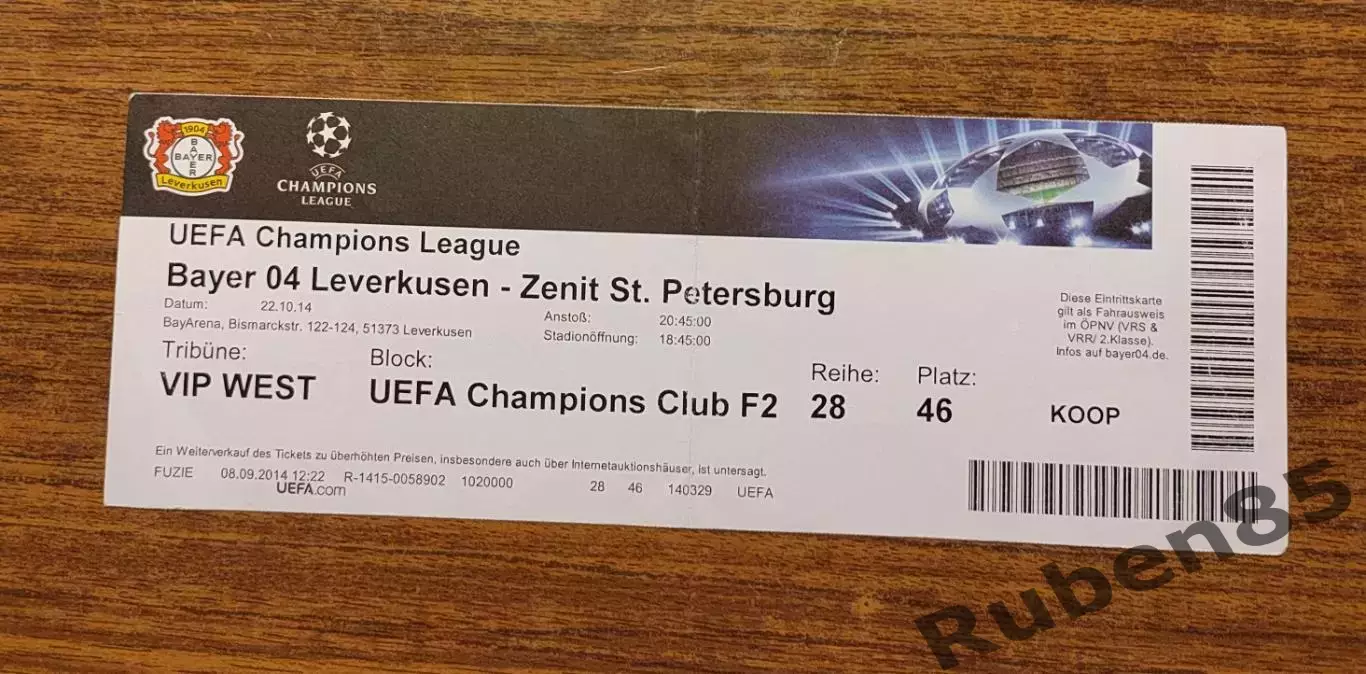 1904
BAYER
BAYER
Leverkusen
UEFA
CHAMPIONS
LEAGUE
UEFA Champions League
Bayer 04 Leverkusen - Zenit St. Petersburg
Datum: 22.10.14 Anstoß: 20:45:00
BayArena, Bismarckstr. 122-124, 51373 Leverkusen Stadionöffnung: 18:45:00
Diese Eintrittskarte
gilt als Fahrausweis
im ÖPNV (VRS &
VRR/ 2.Klasse).
Infos auf bayer04.de.
Tribüne: Block: Reihe: Platz:
VIP WEST UEFA Champions Club F2 28 46 KOOP
Ein Weiterverkauf des Tickets zu überhöhten Preisen, insbesondere auch über Internetauktionshäuser, ist untersagt.
FUZIE 08.09.2014 12:22 R-1415-0058902 1020000 28 46 140329 UEFA
UEFA.com
Ruben85